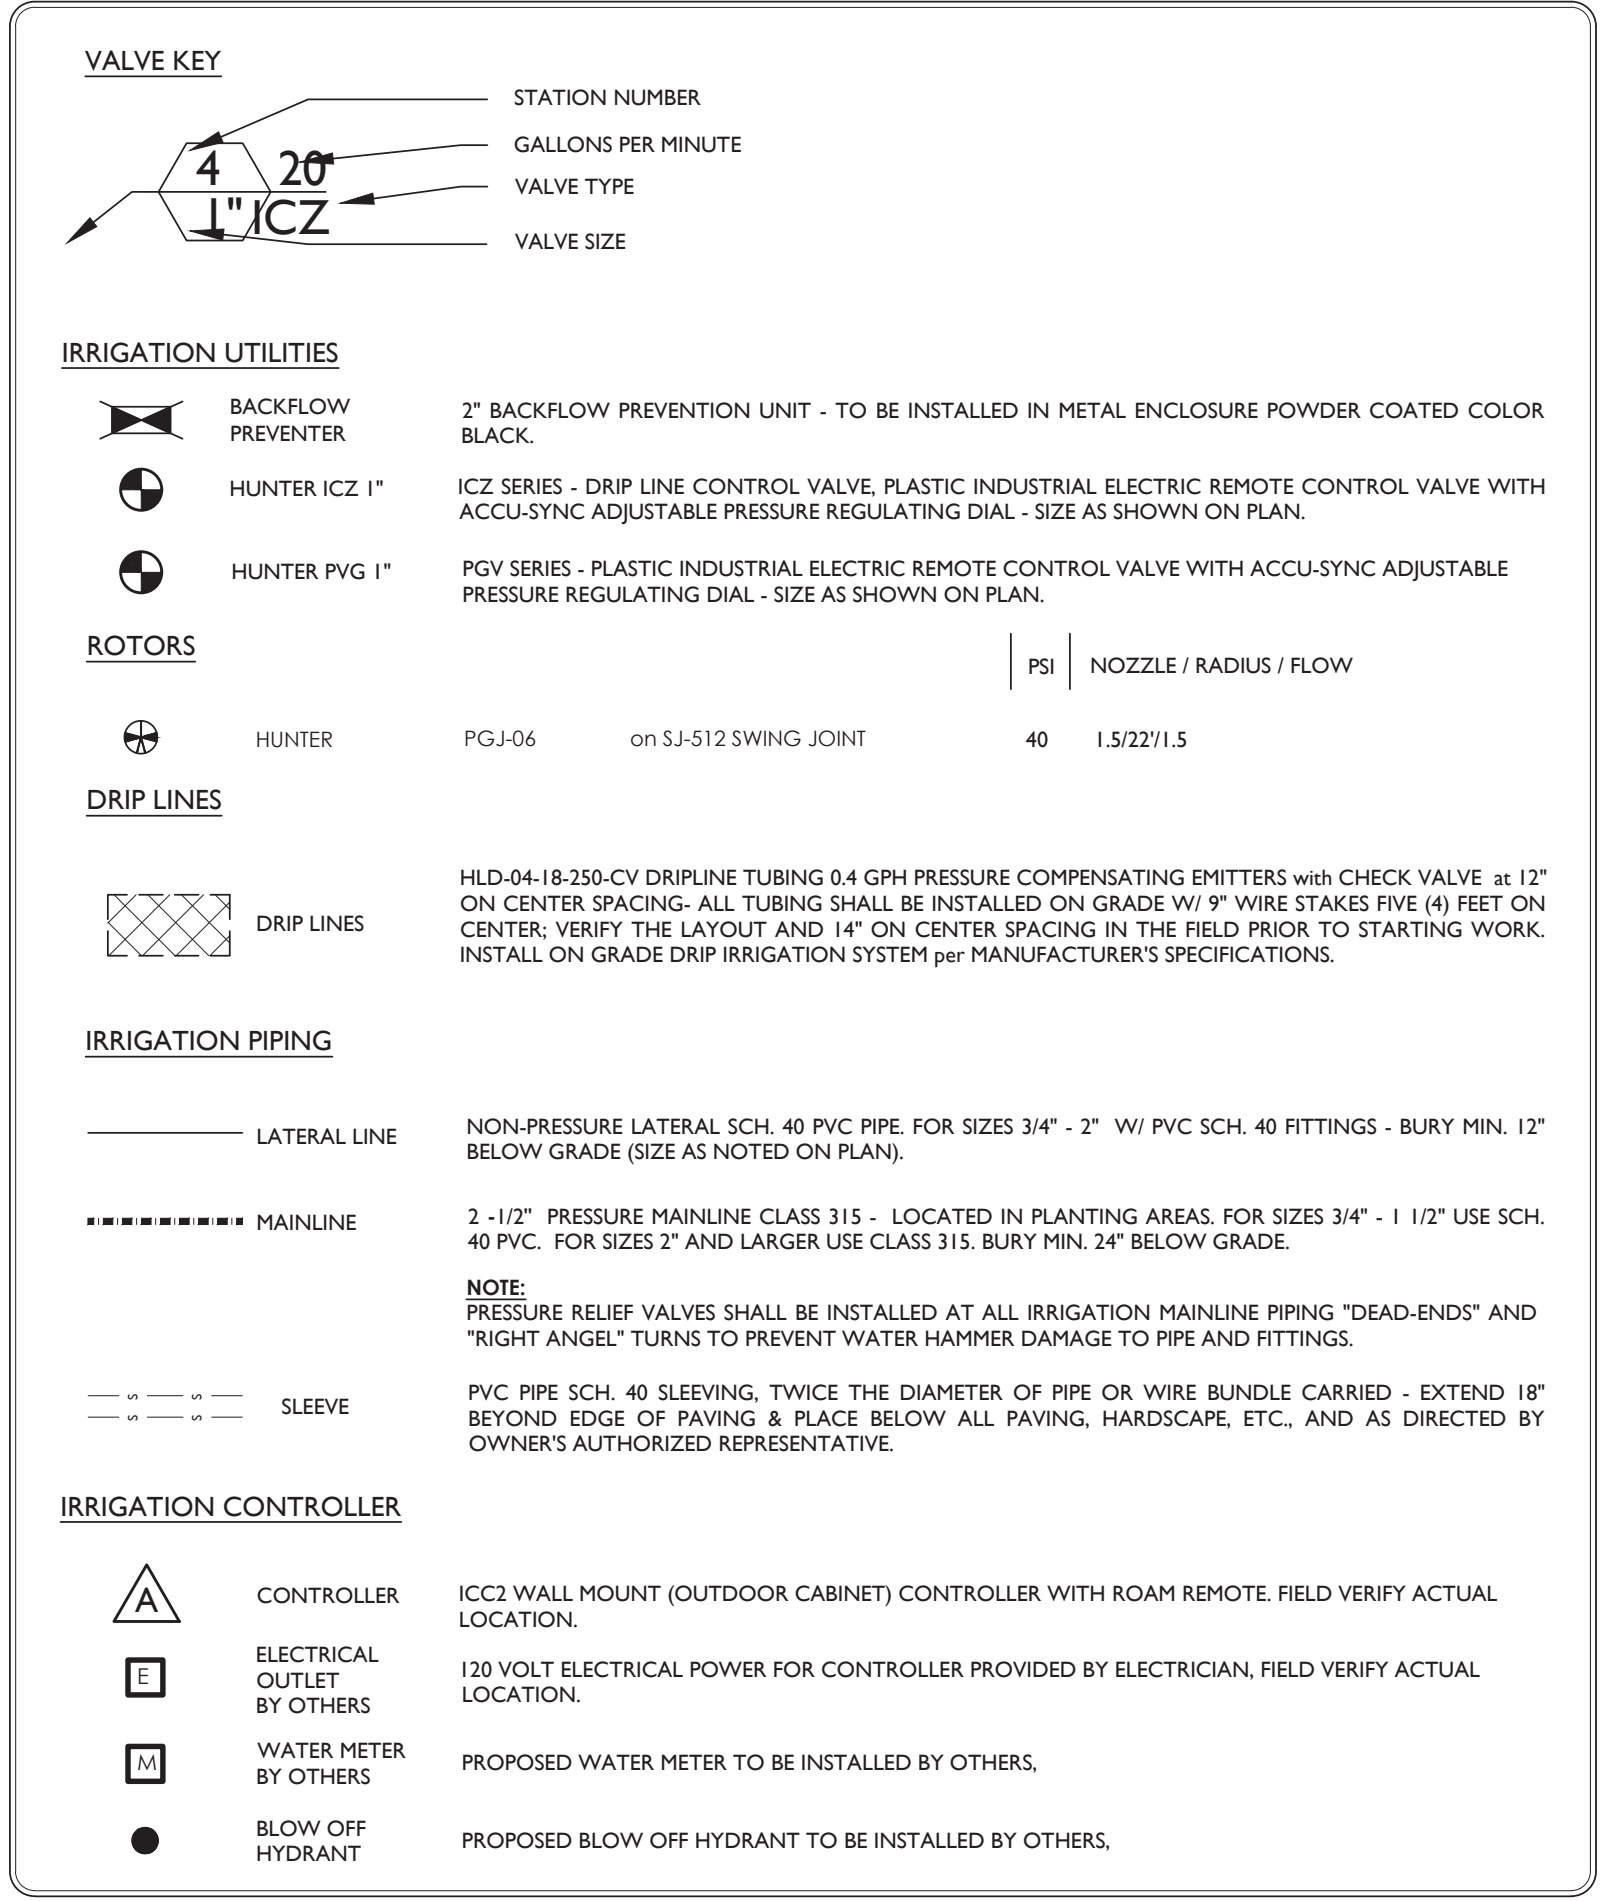 VALVE KEY
STATION NUMBER
GALLONS PER MINUTE
VALVE TYPE
VALVE SIZE
4 20
1" ICZ
IRRIGATION UTILITIES
BACKFLOW
PREVENTER
2" BACKFLOW PREVENTION UNIT - TO BE INSTALLED IN METAL ENCLOSURE POWDER COATED COLOR
BLACK.
HUNTER ICZ 1"
ICZ SERIES - DRIP LINE CONTROL VALVE, PLASTIC INDUSTRIAL ELECTRIC REMOTE CONTROL VALVE WITH
ACCU-SYNC ADJUSTABLE PRESSURE REGULATING DIAL - SIZE AS SHOWN ON PLAN.
HUNTER PVG 1"
PGV SERIES - PLASTIC INDUSTRIAL ELECTRIC REMOTE CONTROL VALVE WITH ACCU-SYNC ADJUSTABLE
PRESSURE REGULATING DIAL - SIZE AS SHOWN ON PLAN.
ROTORS
PSI NOZZLE / RADIUS / FLOW
HUNTER PGJ-06 on SJ-512 SWING JOINT 40 1.5/22'/1.5
DRIP LINES
DRIP LINES
HLD-04-18-250-CV DRIPLINE TUBING 0.4 GPH PRESSURE COMPENSATING EMITTERS with CHECK VALVE at 12"
ON CENTER SPACING- ALL TUBING SHALL BE INSTALLED ON GRADE W/ 9" WIRE STAKES FIVE (4) FEET ON
CENTER; VERIFY THE LAYOUT AND 14" ON CENTER SPACING IN THE FIELD PRIOR TO STARTING WORK.
INSTALL ON GRADE DRIP IRRIGATION SYSTEM per MANUFACTURER'S SPECIFICATIONS.
IRRIGATION PIPING
LATERAL LINE
NON-PRESSURE LATERAL SCH. 40 PVC PIPE. FOR SIZES 3/4" - 2" W/ PVC SCH. 40 FITTINGS - BURY MIN. 12"
BELOW GRADE (SIZE AS NOTED ON PLAN).
MAINLINE
2 -1/2" PRESSURE MAINLINE CLASS 315 - LOCATED IN PLANTING AREAS. FOR SIZES 3/4" - 1 1/2" USE SCH.
40 PVC. FOR SIZES 2" AND LARGER USE CLASS 315. BURY MIN. 24" BELOW GRADE.
NOTE:
PRESSURE RELIEF VALVES SHALL BE INSTALLED AT ALL IRRIGATION MAINLINE PIPING "DEAD-ENDS" AND
"RIGHT ANGEL" TURNS TO PREVENT WATER HAMMER DAMAGE TO PIPE AND FITTINGS.
S S
S S
SLEEVE
PVC PIPE SCH. 40 SLEEVING, TWICE THE DIAMETER OF PIPE OR WIRE BUNDLE CARRIED - EXTEND 18"
BEYOND EDGE OF PAVING & PLACE BELOW ALL PAVING, HARDSCAPE, ETC., AND AS DIRECTED BY
OWNER'S AUTHORIZED REPRESENTATIVE.
IRRIGATION CONTROLLER
A
CONTROLLER
ICC2 WALL MOUNT (OUTDOOR CABINET) CONTROLLER WITH ROAM REMOTE. FIELD VERIFY ACTUAL
LOCATION.
E
ELECTRICAL
OUTLET
BY OTHERS
120 VOLT ELECTRICAL POWER FOR CONTROLLER PROVIDED BY ELECTRICIAN, FIELD VERIFY ACTUAL
LOCATION.
M
WATER METER
BY OTHERS
PROPOSED WATER METER TO BE INSTALLED BY OTHERS,
BLOW OFF
HYDRANT
PROPOSED BLOW OFF HYDRANT TO BE INSTALLED BY OTHERS,